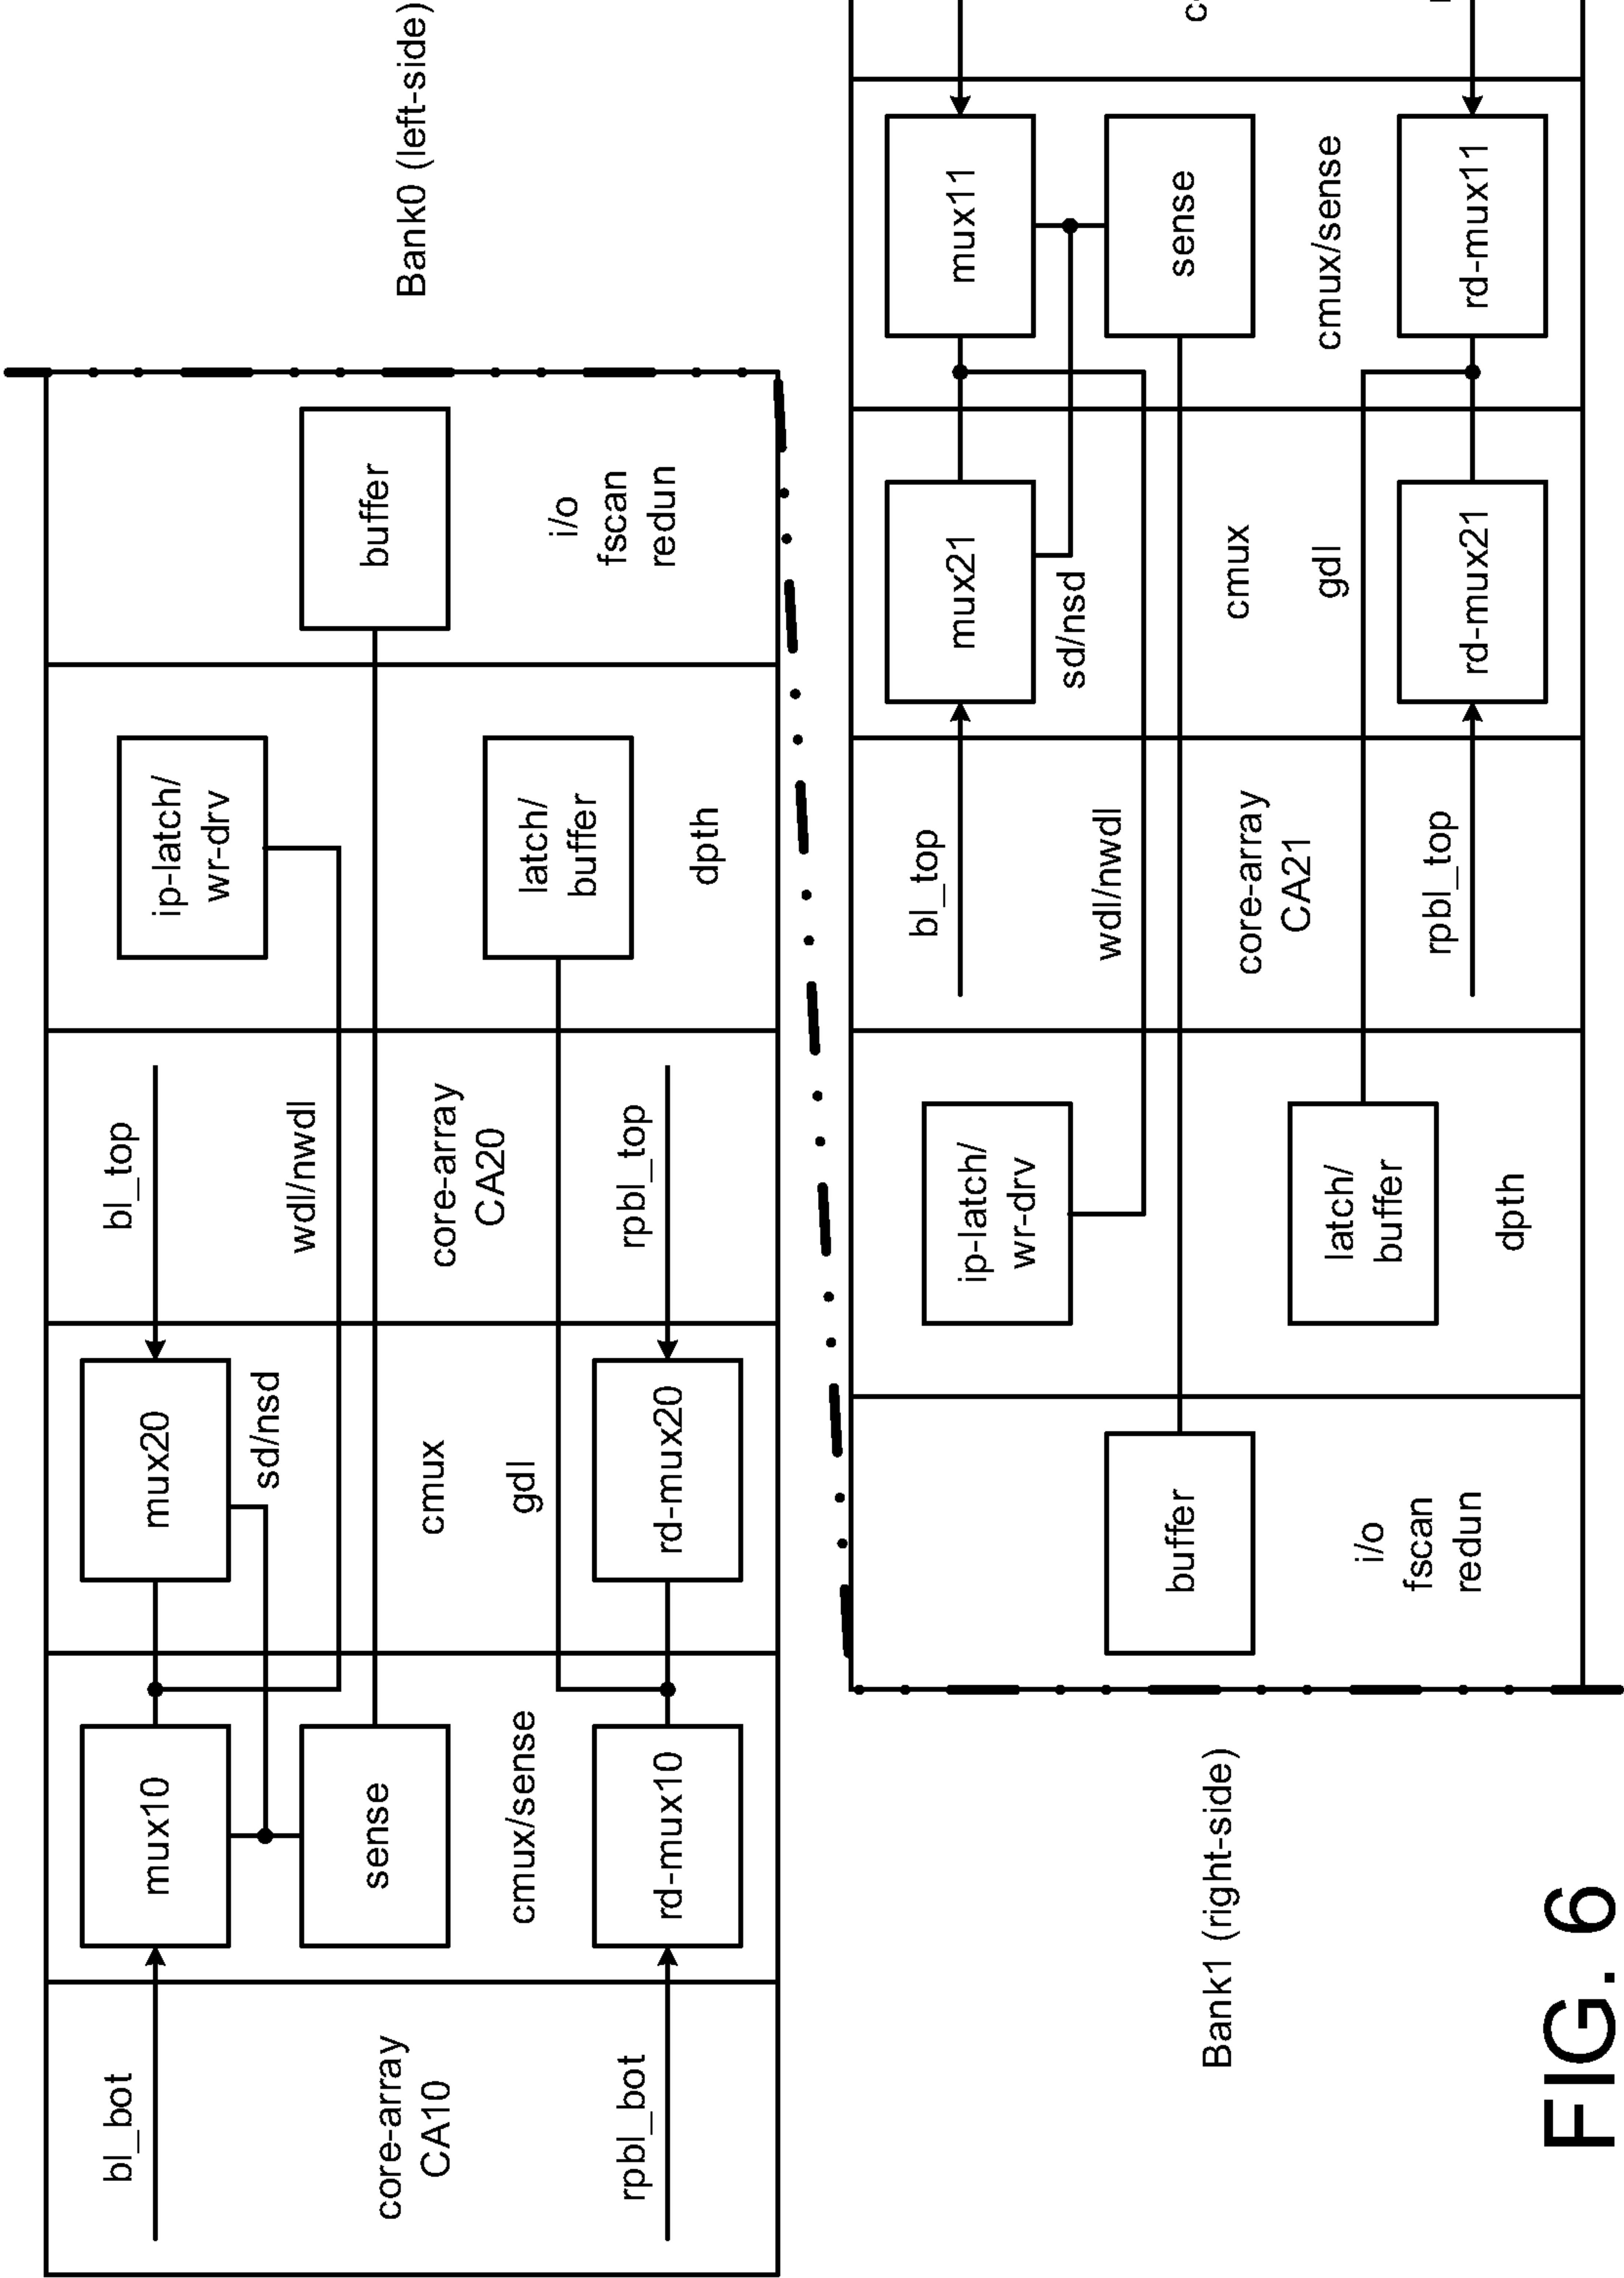 bl_bot
core-array
CA10
rpbl_bot
mux10
sense
cmux/sense
rd-mux10
mux20
sd/nsd
cmux
gdl
rd-mux20
bl_top
wdl/nwdl
core-array
CA20
rpbl_top
ip-latch/
wr-drv
latch/
buffer
dpth
buffer
i/o
fscan
redun
Bank0 (left-side)
Bank1 (right-side)
buffer
i/o
fscan
redun
ip-latch/
wr-drv
latch/
buffer
dpth
bl_top
wdl/nwdl
core-array
CA21
rpbl_top
mux21
sd/nsd
cmux
gdl
rd-mux21
mux11
sense
cmux/sense
rd-mux11
FIG. 6